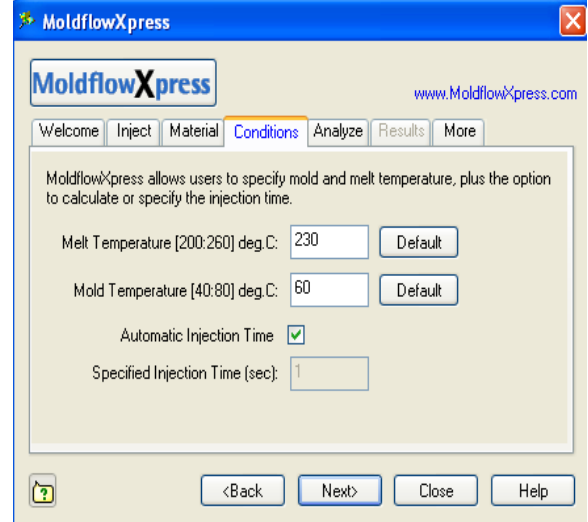 MoldflowXpress
MoldflowXpress
www.MoldflowXpress.com
Welcome Inject Material Conditions Analyze Results More
MoldflowXpress allows users to specify mold and melt temperature, plus the option
to calculate or specify the injection time.
Melt Temperature [200:260] deg.C: 230 Default
Mold Temperature [40:80] deg.C: 60 Default
Automatic Injection Time
Specified Injection Time (sec): 1
? <Back Next> Close Help